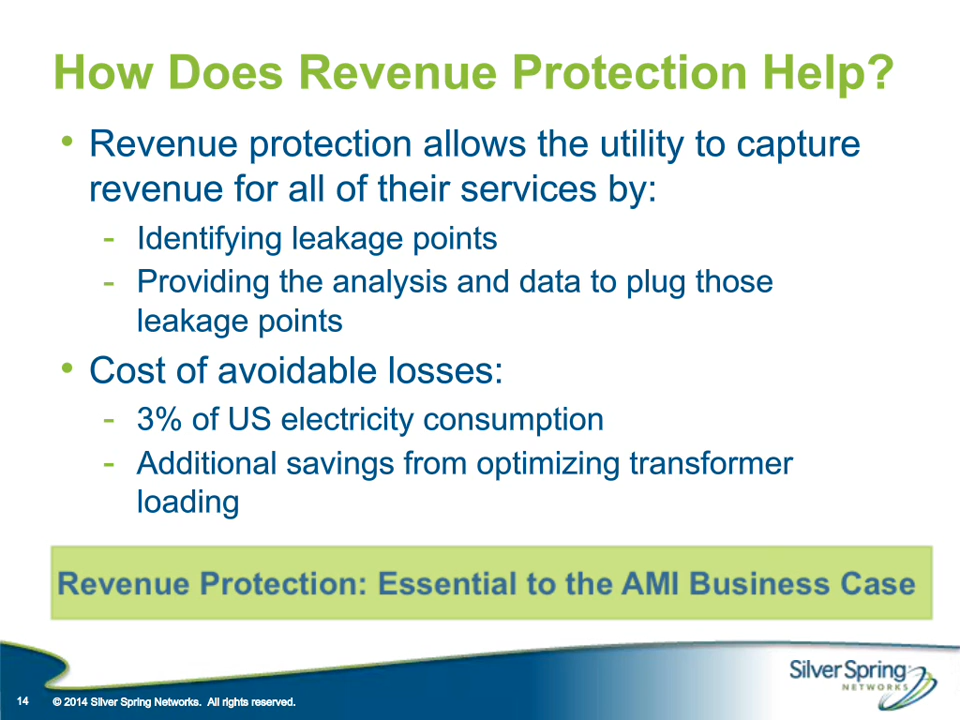 How Does Revenue Protection Help?
• Revenue protection allows the utility to capture
revenue for all of their services by:
- Identifying leakage points
- Providing the analysis and data to plug those
leakage points
• Cost of avoidable losses:
- 3% of US electricity consumption
- Additional savings from optimizing transformer
loading
Revenue Protection: Essential to the AMI Business Case
Silver Spring
NETWORKS
14 © 2014 Silver Spring Networks. All rights reserved.